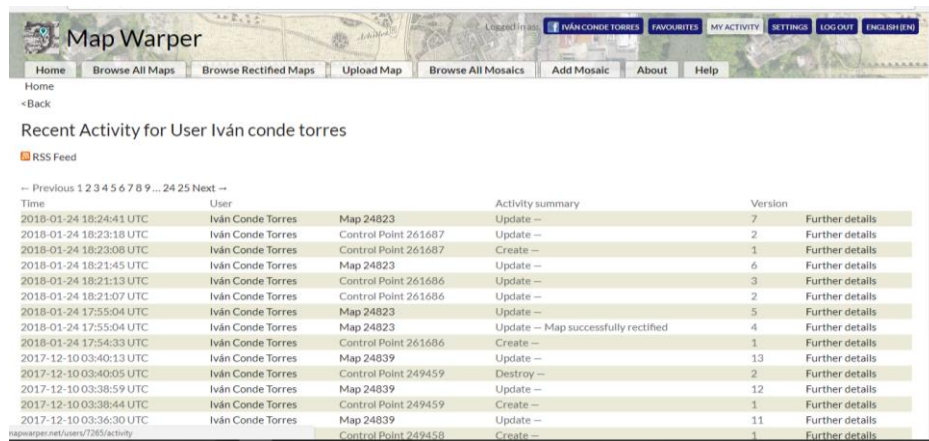 Map Warper
Logged in as: IVÁN CONDE TORRES FAVOURITES MY ACTIVITY SETTINGS LOG OUT ENGLISH (EN)
Home Browse All Maps Browse Rectified Maps Upload Map Browse All Mosaics Add Mosaic About Help
Home
<Back
Recent Activity for User Iván conde torres
RSS Feed
← Previous 1 2 3 4 5 6 7 8 9 … 24 25 Next →
Time User Activity summary Version
2018-01-24 18:24:41 UTC Iván Conde Torres Map 24823 Update — 7 Further details
2018-01-24 18:23:18 UTC Iván Conde Torres Control Point 261687 Update — 2 Further details
2018-01-24 18:23:08 UTC Iván Conde Torres Control Point 261687 Create — 1 Further details
2018-01-24 18:21:45 UTC Iván Conde Torres Map 24823 Update — 6 Further details
2018-01-24 18:21:13 UTC Iván Conde Torres Control Point 261686 Update — 3 Further details
2018-01-24 18:21:07 UTC Iván Conde Torres Control Point 261686 Update — 2 Further details
2018-01-24 17:55:04 UTC Iván Conde Torres Map 24823 Update — 5 Further details
2018-01-24 17:55:04 UTC Iván Conde Torres Map 24823 Update — Map successfully rectified 4 Further details
2018-01-24 17:54:33 UTC Iván Conde Torres Control Point 261686 Create — 1 Further details
2017-12-10 03:40:13 UTC Iván Conde Torres Map 24839 Update — 13 Further details
2017-12-10 03:40:05 UTC Iván Conde Torres Control Point 249459 Destroy — 2 Further details
2017-12-10 03:38:59 UTC Iván Conde Torres Map 24839 Update — 12 Further details
2017-12-10 03:38:44 UTC Iván Conde Torres Control Point 249459 Create — 1 Further details
2017-12-10 03:36:30 UTC Iván Conde Torres Map 24839 Update — 11 Further details
mapwarper.net/users/7265/activity Control Point 249458 Create — 1 Further details